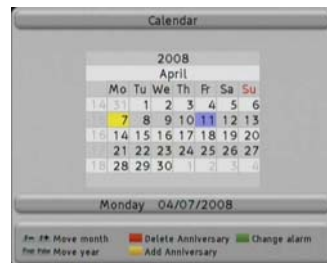 Calendar
2008
April
Mo Tu We Th Fr Sa Su
14 31 1 2 3 4 5 6
7 8 9 10 11 12 13
16 14 15 16 17 18 19 20
21 22 23 24 25 26 27
18 28 29 30 1 2 3 4
Monday 04/07/2008
Move month Delete Anniversary Change alarm
Move year Add Anniversary